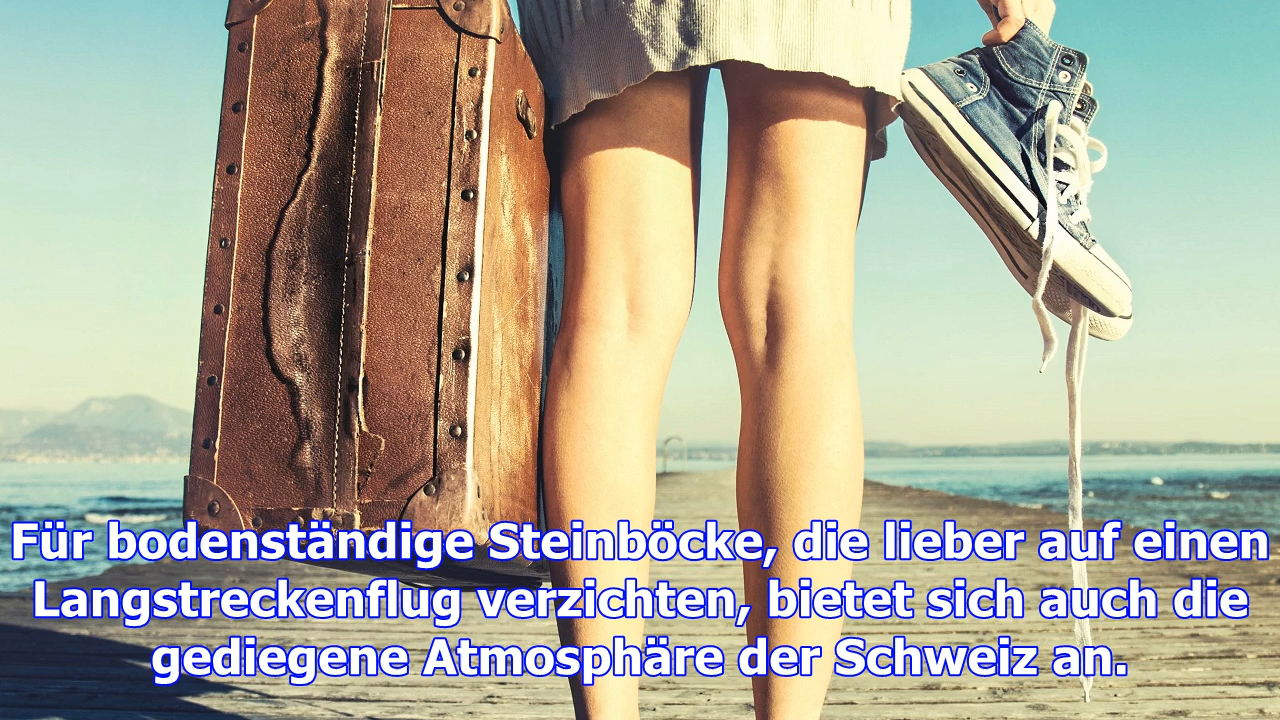 Für bodenständige Steinböcke, die lieber auf einen
Langstreckenflug verzichten, bietet sich auch die
gediegene Atmosphäre der Schweiz an.